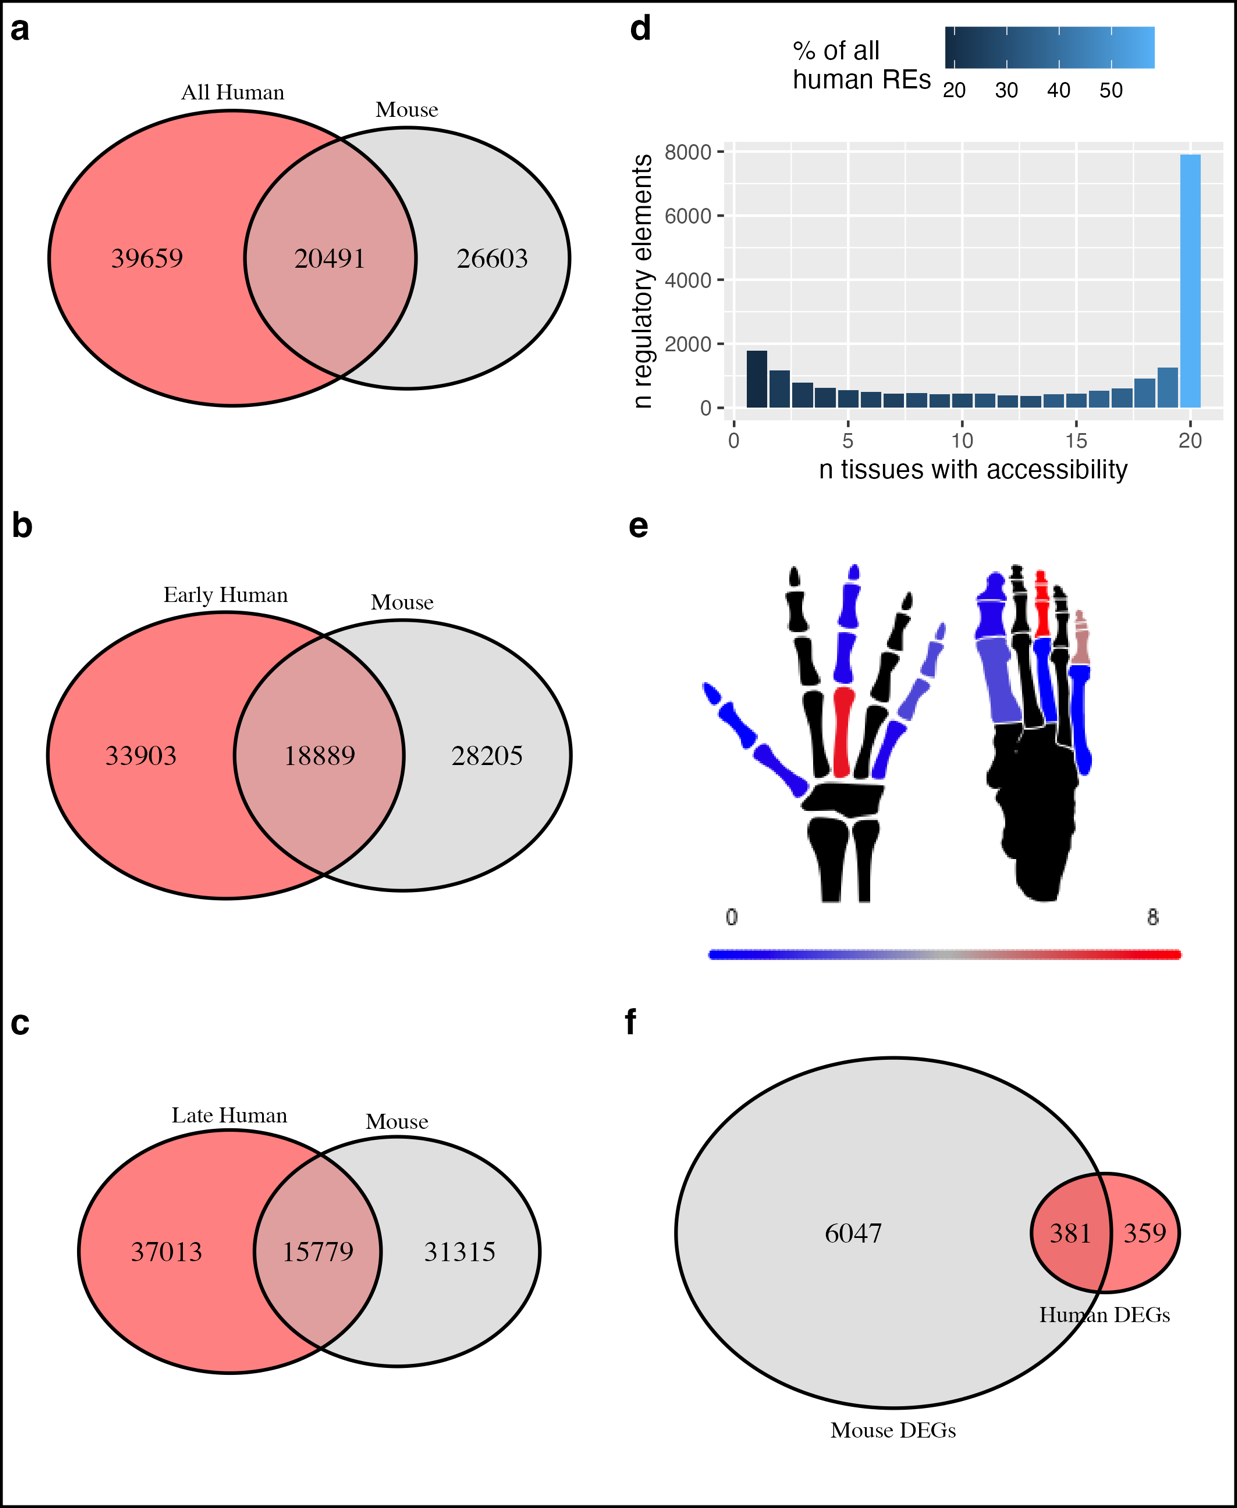 a
All Human
Mouse
39659
20491
26603
b
Early Human
Mouse
33903
18889
28205
c
Late Human
Mouse
37013
15779
31315
d
% of all
human REs
20 30 40 50
n regulatory elements
8000
6000
4000
2000
0
0 5 10 15 20
n tissues with accessibility
e
0 8
f
6047
381
359
Human DEGs
Mouse DEGs